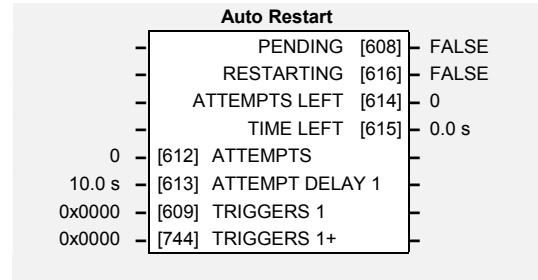 Auto Restart
PENDING [608] FALSE
RESTARTING [616] FALSE
ATTEMPTS LEFT [614] 0
TIME LEFT [615] 0.0 s
0 [612] ATTEMPTS
10.0 s [613] ATTEMPT DELAY 1
0x0000 [609] TRIGGERS 1
0x0000 [744] TRIGGERS 1+